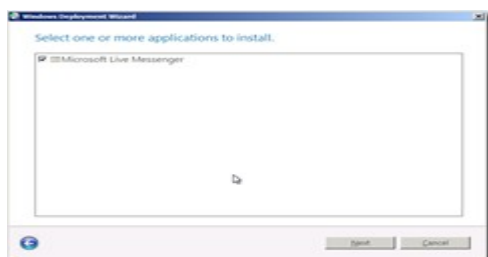 Windows Deployment Wizard
Select one or more applications to install.
Microsoft Live Messenger
Next
Cancel